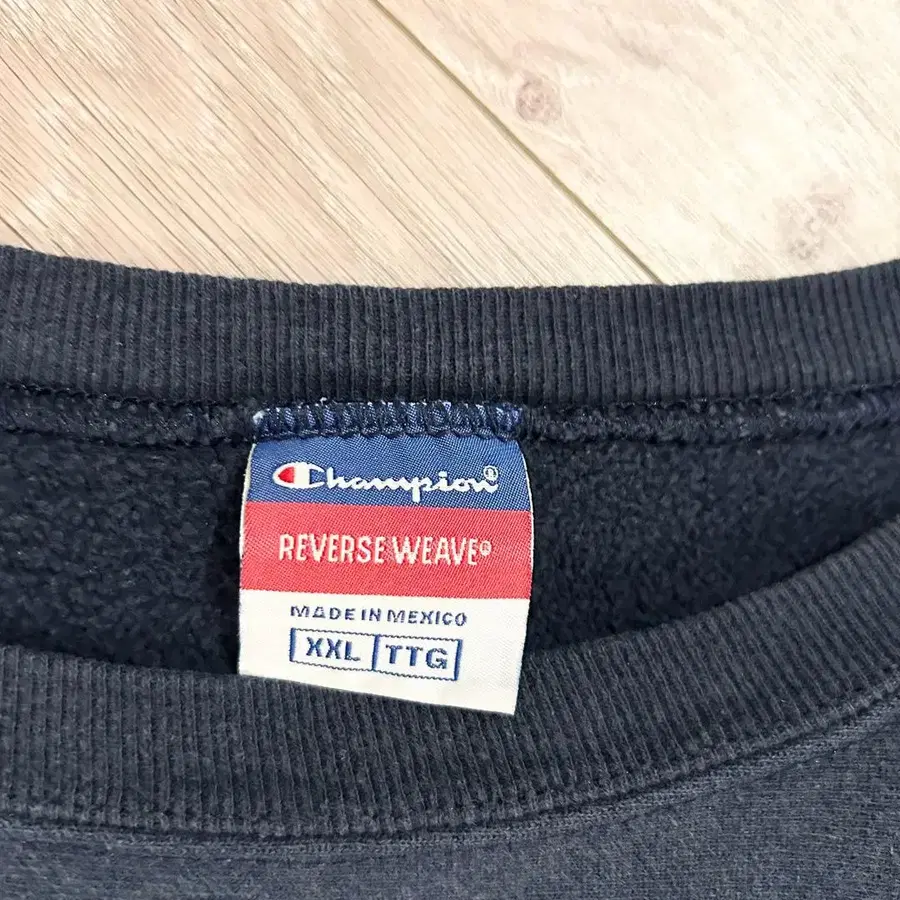 Champion®
REVERSE WEAVE®
MADE IN MEXICO
XXL TTG